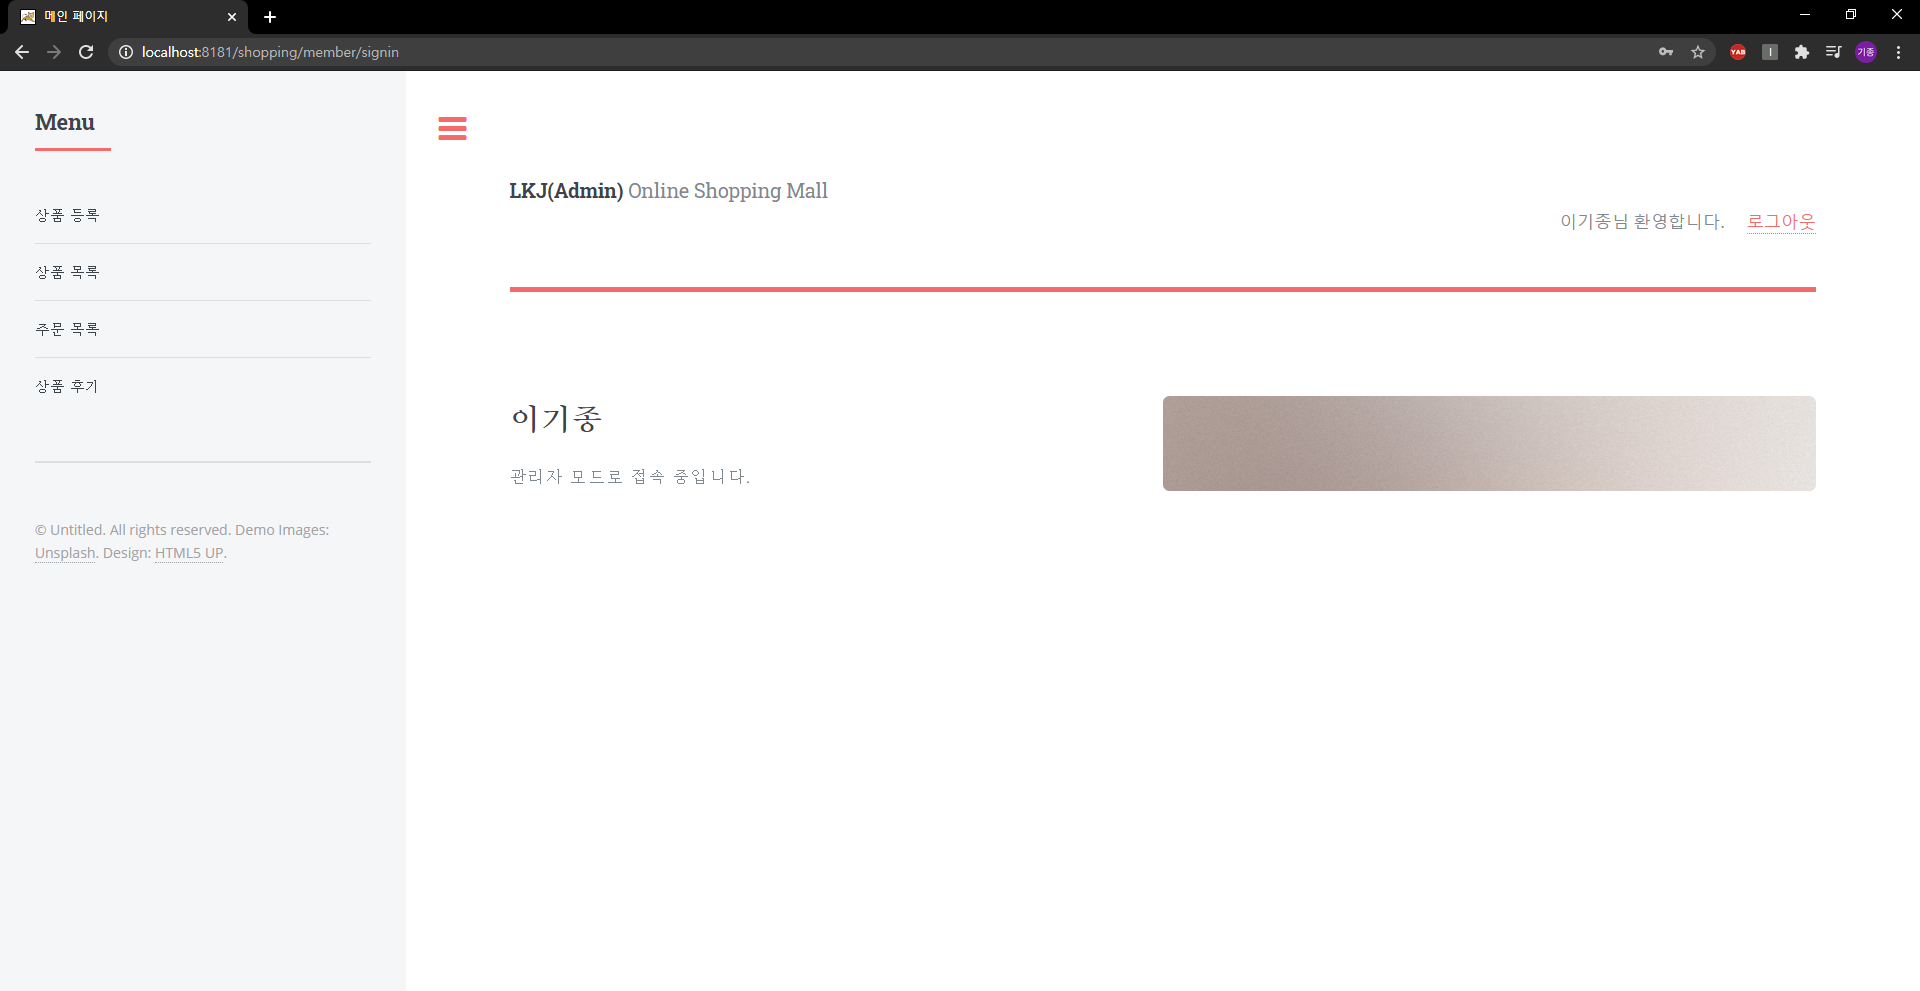 메인 페이지
localhost:8181/shopping/member/signin
YAB
I
기종
Menu
상품 등록
상품 목록
주문 목록
상품 후기
© Untitled. All rights reserved. Demo Images:
Unsplash. Design: HTML5 UP.
LKJ(Admin) Online Shopping Mall
이기종님 환영합니다. 로그아웃
이기종
관리자 모드로 접속 중입니다.